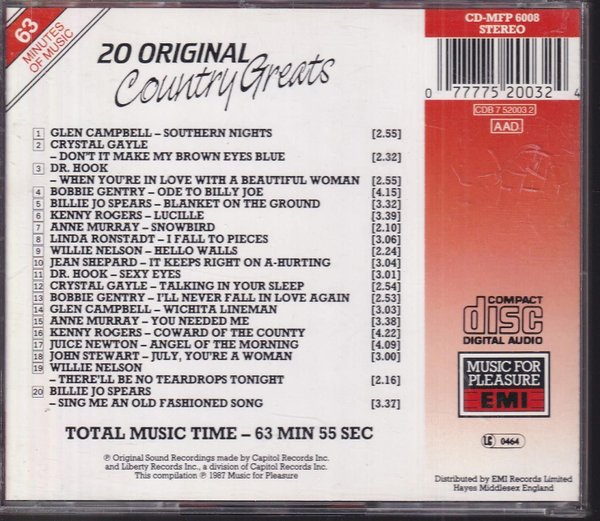 63
MINUTES
OF MUSIC
20 ORIGINAL
Country Greats
1 GLEN CAMPBELL – SOUTHERN NIGHTS [2.55]
2 CRYSTAL GAYLE
– DON'T IT MAKE MY BROWN EYES BLUE [2.32]
3 DR. HOOK
– WHEN YOU'RE IN LOVE WITH A BEAUTIFUL WOMAN [2.55]
4 BOBBIE GENTRY – ODE TO BILLY JOE [4.15]
5 BILLIE JO SPEARS – BLANKET ON THE GROUND [3.32]
6 KENNY ROGERS – LUCILLE [3.39]
7 ANNE MURRAY – SNOWBIRD [2.10]
8 LINDA RONSTADT – I FALL TO PIECES [3.06]
9 WILLIE NELSON – HELLO WALLS [2.24]
10 JEAN SHEPARD – IT KEEPS RIGHT ON A-HURTING [3.04]
11 DR. HOOK – SEXY EYES [3.01]
12 CRYSTAL GAYLE – TALKING IN YOUR SLEEP [2.54]
13 BOBBIE GENTRY – I'LL NEVER FALL IN LOVE AGAIN [2.53]
14 GLEN CAMPBELL – WICHITA LINEMAN [3.03]
15 ANNE MURRAY – YOU NEEDED ME [3.38]
16 KENNY ROGERS – COWARD OF THE COUNTY [4.22]
17 JUICE NEWTON – ANGEL OF THE MORNING [4.09]
18 JOHN STEWART – JULY, YOU'RE A WOMAN [3.00]
19 WILLIE NELSON
– THERE'LL BE NO TEARDROPS TONIGHT [2.16]
20 BILLIE JO SPEARS
– SING ME AN OLD FASHIONED SONG [3.37]
TOTAL MUSIC TIME – 63 MIN 55 SEC
℗ Original Sound Recordings made by Capitol Records Inc.
and Liberty Records Inc., a division of Capitol Records Inc.
This compilation ℗ 1987 Music for Pleasure
CD-MFP 6008
STEREO
0 77775 20032 4
CDB 7 52003 2
AAD
COMPACT
disc
DIGITAL AUDIO
MUSIC FOR
PLEASURE
EMI
LC 0464
Distributed by EMI Records Limited
Hayes Middlesex England